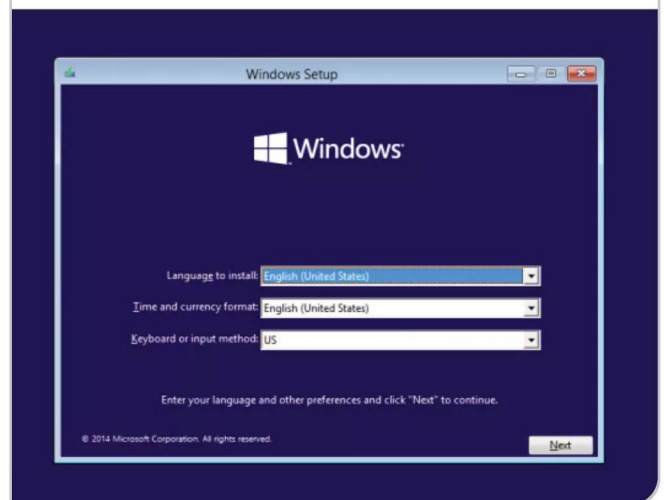 Windows Setup
Windows
Language to install: English (United States)
Time and currency format: English (United States)
Keyboard or input method: US
Enter your language and other preferences and click "Next" to continue.
© 2014 Microsoft Corporation. All rights reserved.
Next